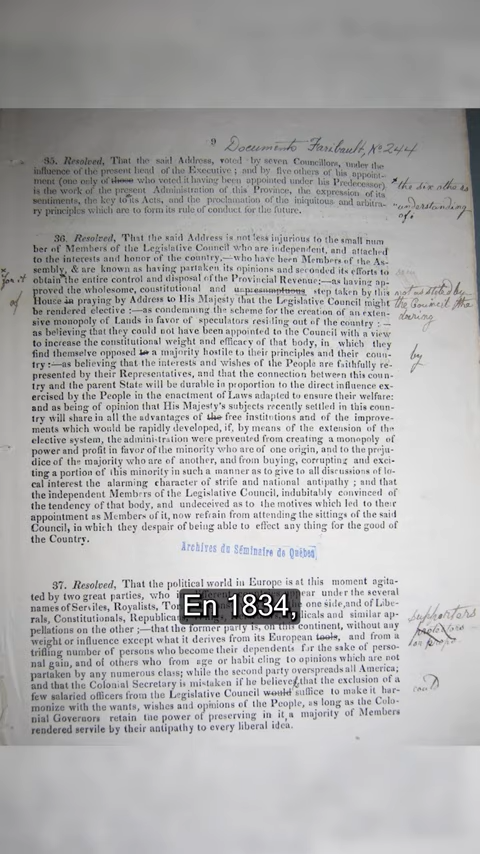 9 Documents Faribault, No 244
35. Resolved, That the said Address, voted by seven Councillors, under the
influence of the present head of the Executive ; and by five others of his appoint-
ment (one only of those who voted it having been appointed under his Predecessor)
is the work of the present Administration of this Province, the expression of its
sentiments, the key to its Acts, and the proclamation of the iniquitous and arbitra-
ry principles which are to form its rule of conduct for the future.
the six others
understanding
of
36. Resolved, That the said Address is not less injurious to the small num
ber of Members of the Legislative Council who are independent, and attached
to the interests and honor of the country,—who have been Members of the As-
sembly, & are known as having partaken its opinions and seconded its efforts to
obtain the entire control and disposal of the Provincial Revenue;—as having ap-
proved the wholesome, constitutional and unpresumptuous step taken by this
House in praying by Address to His Majesty that the Legislative Council might
be rendered elective :—as condemning the scheme for the creation of an exten-
sive monopoly of Lands in favor of speculators residing out of the country : —
as believing that they could not have been appointed to the Council with a view
to increase the constitutional weight and efficacy of that body, in which they
find themselves opposed to a majority hostile to their principles and their coun-
try :—as believing that the interests and wishes of the People are faithfully re-
presented by their Representatives, and that the connection between this coun-
try and the parent State will be durable in proportion to the direct influence ex-
ercised by the People in the enactment of Laws adapted to ensure their welfare:
and as being of opinion that His Majesty's subjects recently settled in this coun-
try will share in all the advantages of the free institutions and of the improve-
ments which would be rapidly developed, if, by means of the extension of the
elective system, the administration were prevented from creating a monopoly of
power and profit in favor of the minority who are of one origin, and to the preju-
dice of the majority who are of another, and from buying, corrupting and exci-
ting a portion of this minority in such a manner as to give to all discussions of lo-
cal interest the alarming character of strife and national antipathy ; and that
the independent Members of the Legislative Council, indubitably convinced of
the tendency of that body, and undeceived as to the motives which led to their
appointment as Members of it, now refrain from attending the sittings of the said
Council, in which they despair of being able to effect any thing for the good of
the Country.
for it
of
not as stated by
the Council
by
Archives du Séminaire de Québec
37. Resolved, That the political world in Europe is at this moment agita-
ted by two great parties, who ear under the several
names of Serviles, Royalists, Tor one side, and of Libe-
rals, Constitutionals, Republica icals and similar ap-
pellations on the other ;—that the former party is, on this continent, without any
weight or influence except what it derives from its European tools, and from a
trifling number of persons who become their dependents for the sake of perso-
nal gain, and of others who from age or habit cling to opinions which are not
partaken by any numerous class; while the second party overspreads all America;
and that the Colonial Secretary is mistaken if he believes that the exclusion of a
few salaried officers from the Legislative Council would suffice to make it har-
monize with the wants, wishes and opinions of the People, as long as the Colo-
nial Governors retain the power of preserving in it a majority of Members
rendered servile by their antipathy to every liberal idea.
supporters
could
En 1834,